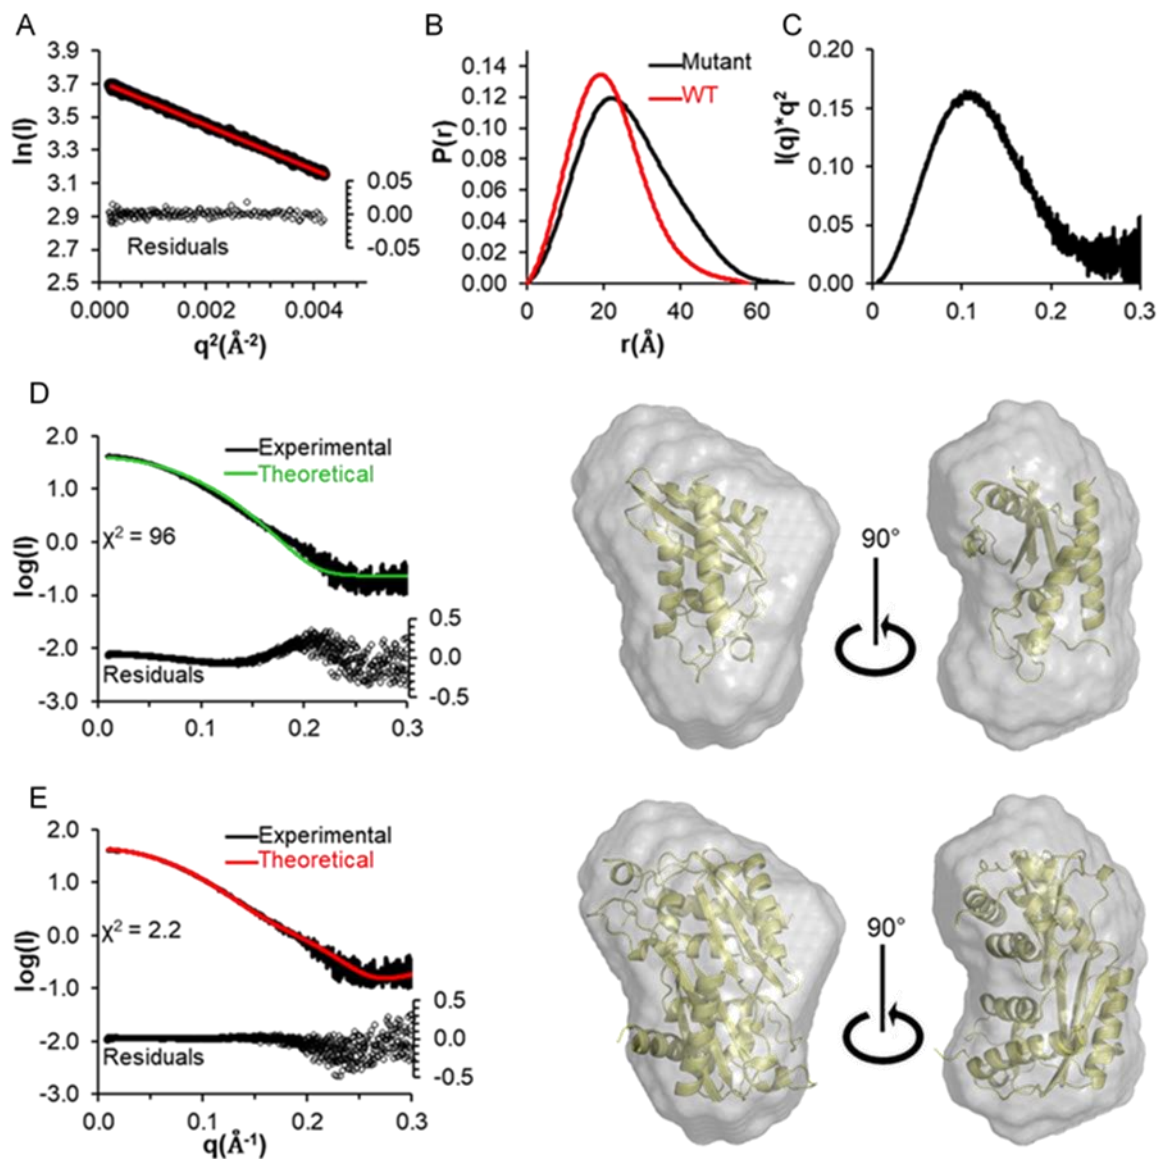 A
3.9
3.7
3.5
3.3
3.1
2.9
2.7
2.5
ln(I)
0.05
0.00
-0.05
Residuals
0.000
0.002
0.004
q²(Å⁻²)
B
0.14
0.12
0.10
0.08
0.06
0.04
0.02
0.00
P(r)
Mutant
WT
0
20
40
60
r(Å)
C
0.20
0.15
0.10
0.05
0.00
I(q)*q²
0
0.1
0.2
0.3
D
2.0
1.0
0.0
-1.0
-2.0
-3.0
log(I)
Experimental
Theoretical
χ² = 96
0.5
0.0
-0.5
Residuals
0.0
0.1
0.2
0.3
90°
E
2.0
1.0
0.0
-1.0
-2.0
-3.0
log(I)
Experimental
Theoretical
χ² = 2.2
0.5
0.0
-0.5
Residuals
0.0
0.1
0.2
0.3
q(Å⁻¹)
90°